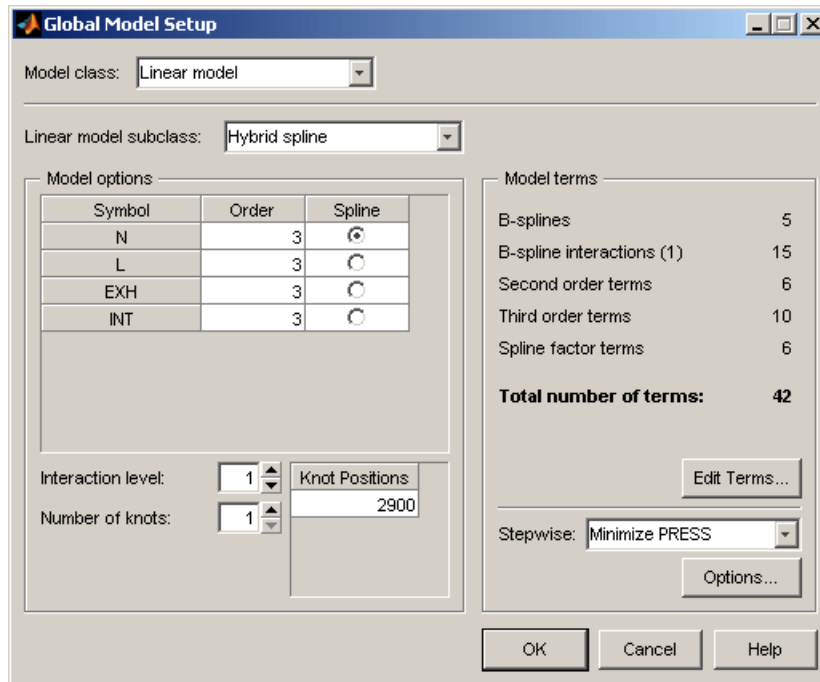 Global Model Setup
Model class: Linear model
Linear model subclass: Hybrid spline
Model options
Symbol Order Spline
N 3
L 3
EXH 3
INT 3
Interaction level: 1
Number of knots: 1
Knot Positions
2900
Model terms
B-splines 5
B-spline interactions (1) 15
Second order terms 6
Third order terms 10
Spline factor terms 6
Total number of terms: 42
Edit Terms...
Stepwise: Minimize PRESS
Options...
OK Cancel Help